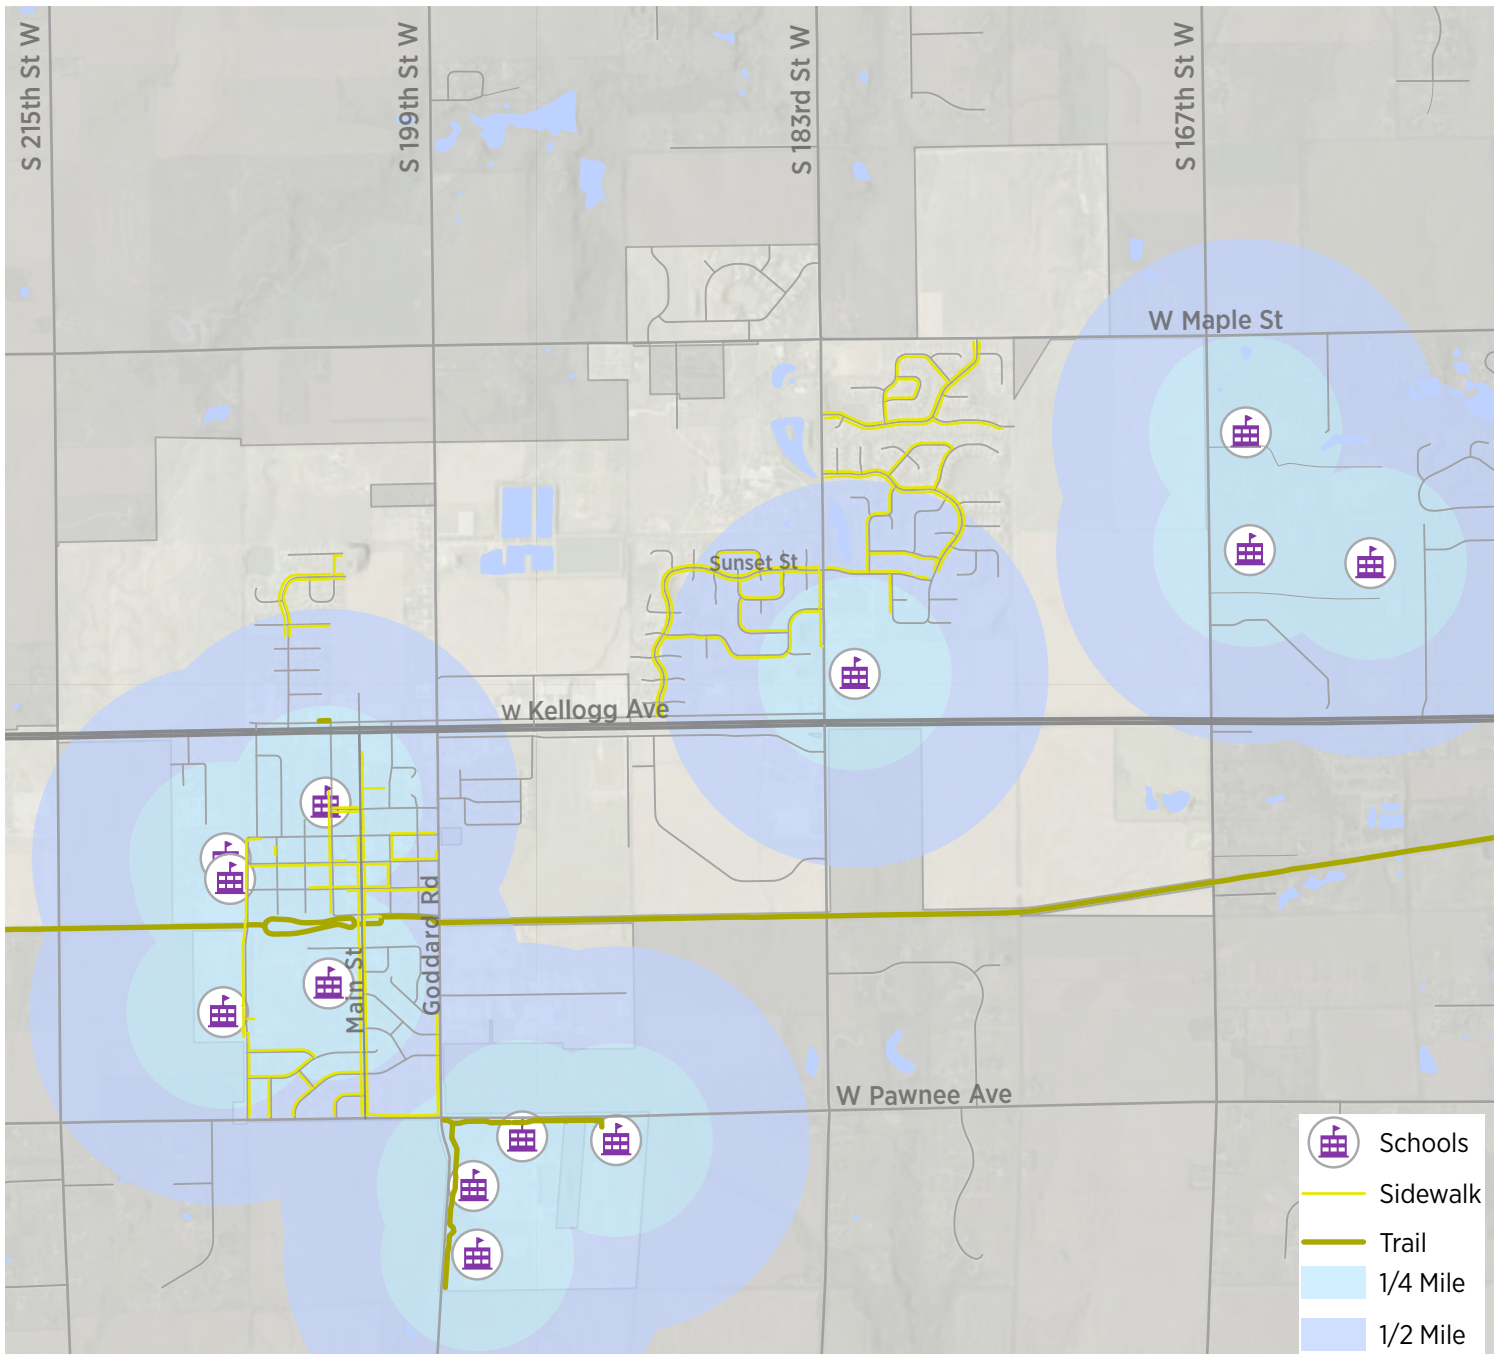 S 215th St W
S 199th St W
S 183rd St W
S 167th St W
W Maple St
Sunset St
W Kellogg Ave
Goddard Rd
Main St
W Pawnee Ave
Schools
Sidewalk
Trail
1/4 Mile
1/2 Mile